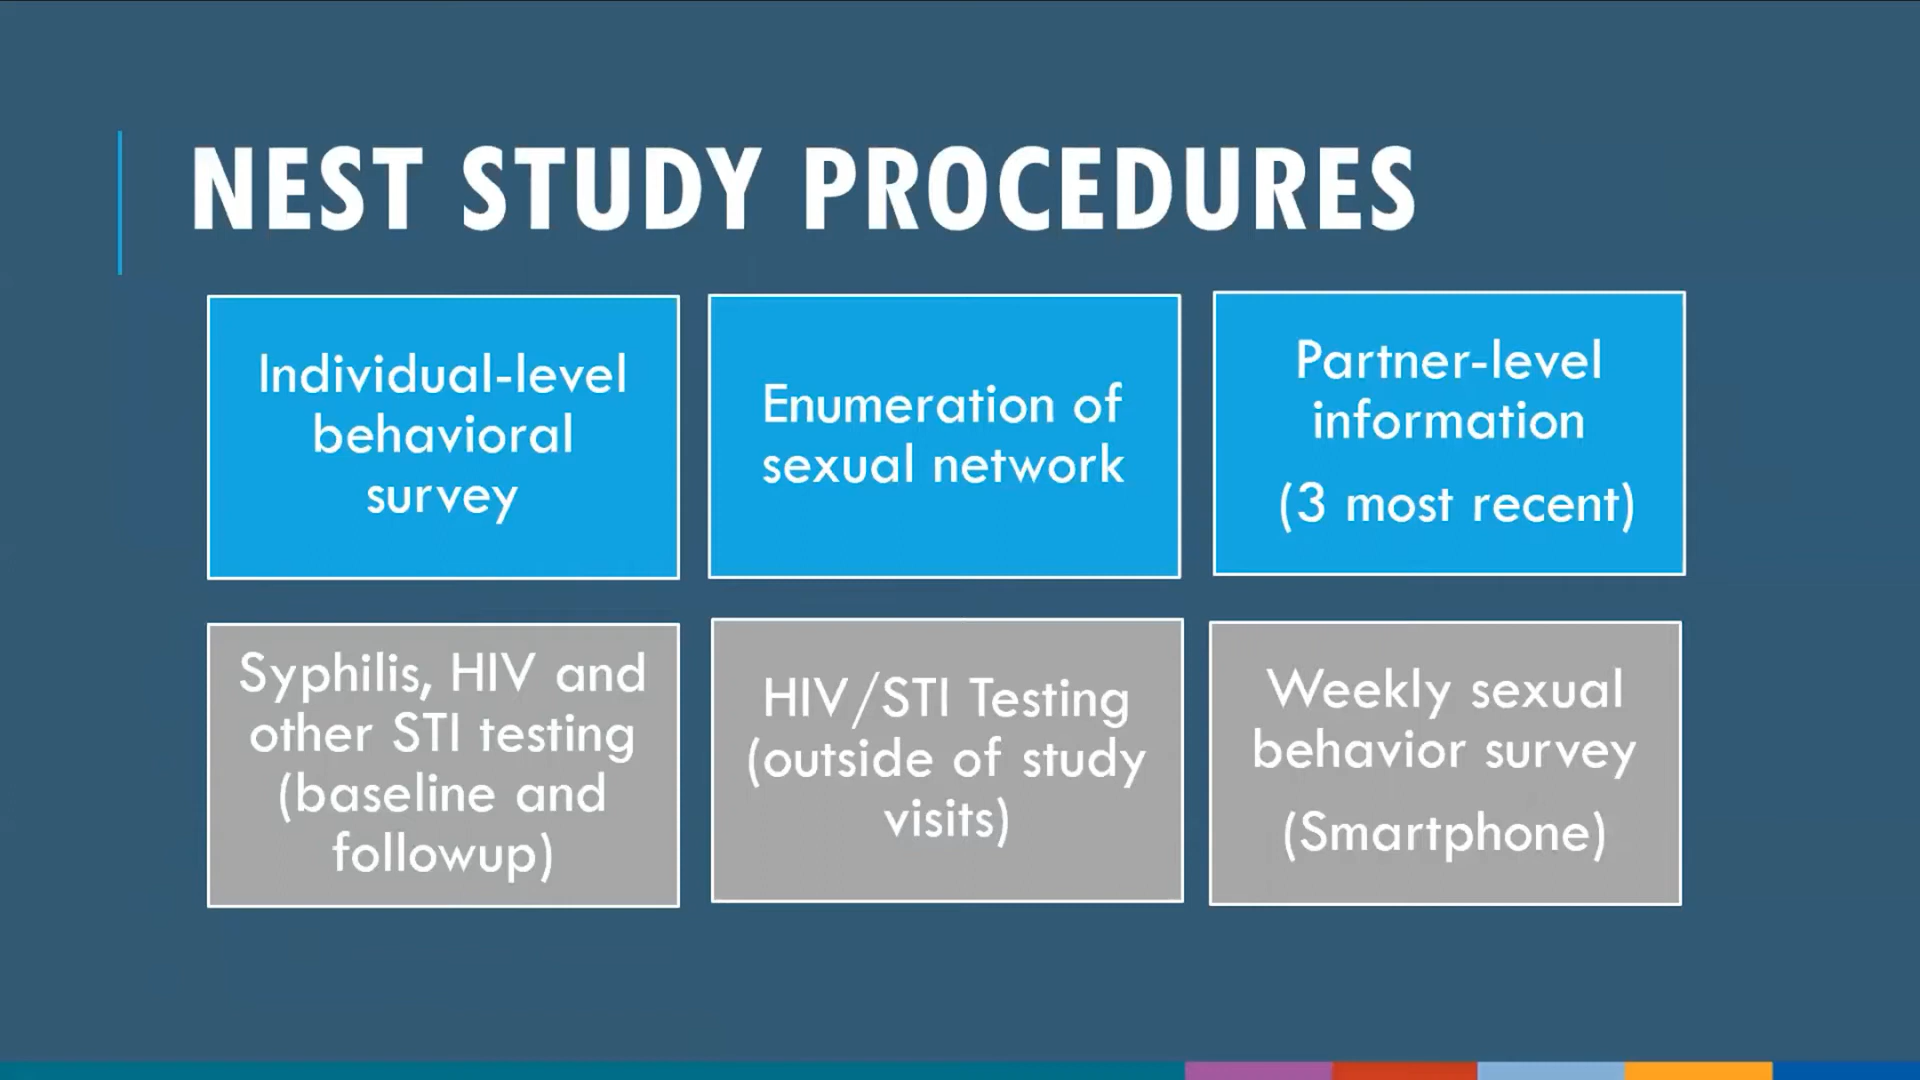 NEST STUDY PROCEDURES
Individual-level
behavioral
survey
Enumeration of
sexual network
Partner-level
information
(3 most recent)
Syphilis, HIV and
other STI testing
(baseline and
followup)
HIV/STI Testing
(outside of study
visits)
Weekly sexual
behavior survey
(Smartphone)